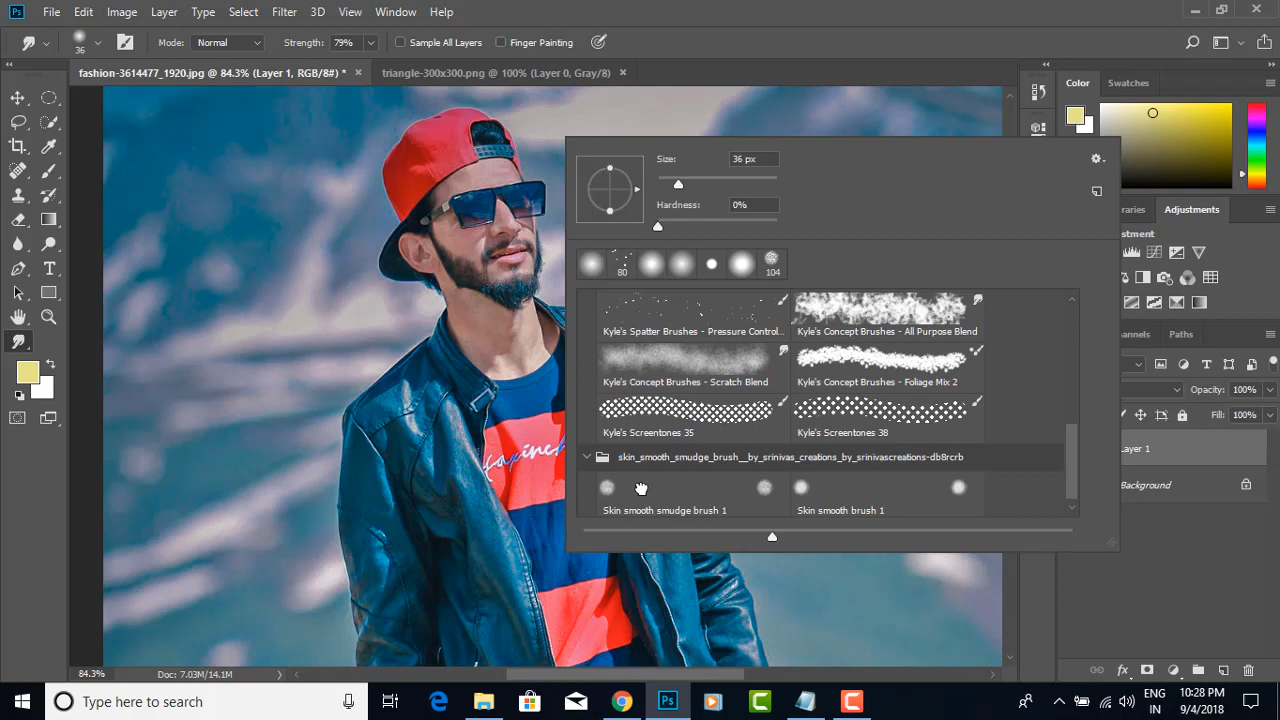 Ps File Edit Image Layer Type Select Filter 3D View Window Help
36 Mode: Normal Strength: 79% Sample All Layers Finger Painting
fashion-3614477_1920.jpg @ 84.3% (Layer 1, RGB/8#) * × triangle-300x300.png @ 100% (Layer 0, Gray/8) ×
Color Swatches
Size: 36 px
Hardness: 0%
raries Adjustments
stment
80 104
Kyle's Spatter Brushes - Pressure Control... Kyle's Concept Brushes - All Purpose Blend
annels Paths
Kyle's Concept Brushes - Scratch Blend Kyle's Concept Brushes - Foliage Mix 2
Opacity: 100%
Fill: 100%
Kyle's Screentones 35 Kyle's Screentones 38
Layer 1
skin_smooth_smudge_brush__by_srinivas_creations_by_srinivascreations-db8rcrb
Background
Skin smooth smudge brush 1 Skin smooth brush 1
84.3% Doc: 7.03M/14.1M
fx
Type here to search
Ps
ENG
IN
10:28 PM
9/4/2018